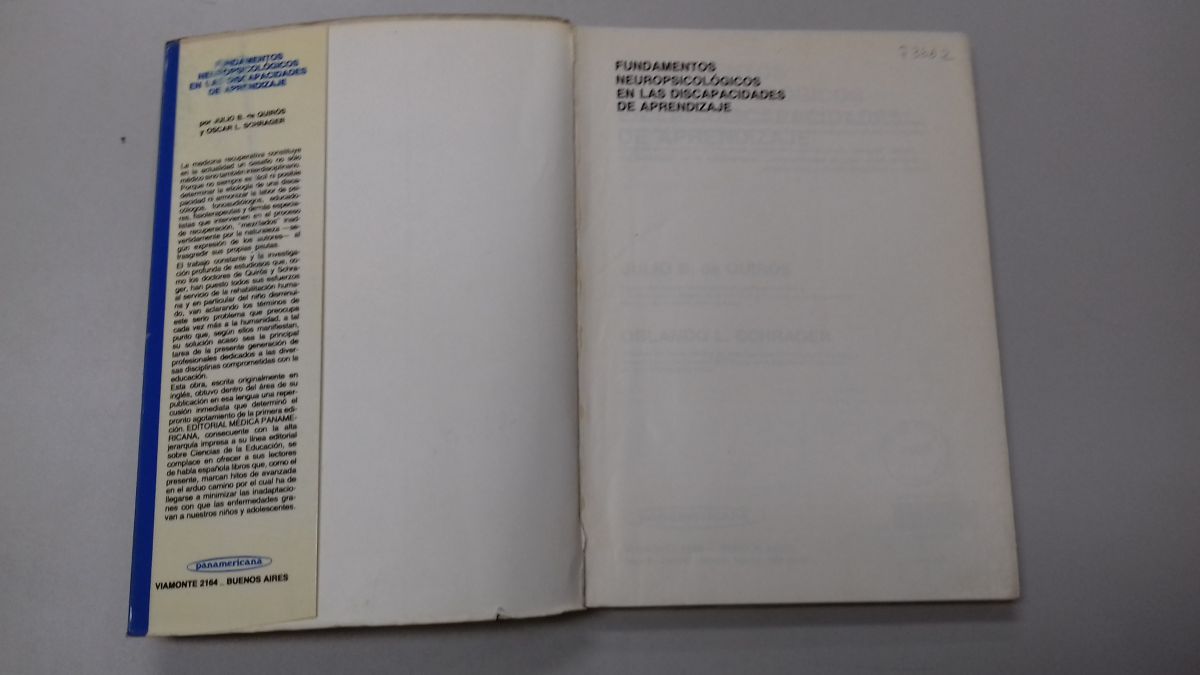 FUNDAMENTOS
NEUROPSICOLÓGICOS
EN LAS DISCAPACIDADES
DE APRENDIZAJE
por JULIO B. de QUIRÓS
y OSCAR L. SCHRAGER
La medicina recuperativa constituye
en la actualidad un desafío no sólo
médico sino también interdisciplinario.
Porque no siempre es fácil ni posible
determinar la etiología de una disca-
pacidad ni armonizar la labor de psi-
cólogos, fonoaudiólogos, educado-
res, fisioterapeutas y demás especia-
listas que intervienen en el proceso
de recuperación, "mezclados" inad-
vertidamente por la naturaleza —se-
gún expresión de los autores— al
trasgredir sus propias pautas.
El trabajo constante y la investiga-
ción profunda de estudiosos que, co-
mo los doctores de Quirós y Schra-
ger, han puesto todos sus esfuerzos
al servicio de la rehabilitación huma-
na y en particular del niño disminui-
do, van aclarando los términos de
este serio problema que preocupa
cada vez más a la humanidad, a tal
punto que, según ellos manifiestan,
su solución acaso sea la principal
tarea de la presente generación de
profesionales dedicados a las diver-
sas disciplinas comprometidas con la
educación.
Esta obra, escrita originalmente en
inglés, obtuvo dentro del área de su
publicación en esa lengua una reper-
cusión inmediata que determinó el
pronto agotamiento de la primera edi-
ción. EDITORIAL MÉDICA PANAME-
RICANA, consecuente con la alta
jerarquía impresa a su línea editorial
sobre Ciencias de la Educación, se
complace en ofrecer a sus lectores
de habla española libros que, como el
presente, marcan hitos de avanzada
en el arduo camino por el cual ha de
llegarse a minimizar las inadaptacio-
nes con que las enfermedades gra-
van a nuestros niños y adolescentes.
panamericana
VIAMONTE 2164 .. BUENOS AIRES
FUNDAMENTOS
NEUROPSICOLÓGICOS
EN LAS DISCAPACIDADES
DE APRENDIZAJE
DE APRENDIZAJE
JULIO B. de QUIRÓS
ORLANDO L. SCHRAGER